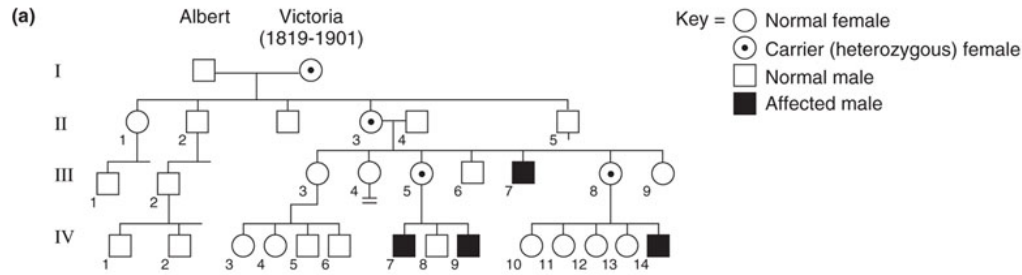 (a)
Albert Victoria
(1819-1901)
Key = Normal female
Carrier (heterozygous) female
Normal male
Affected male
I
II
1 2 3 4 5
III
1 2 3 4 5 6 7 8 9
IV
1 2 3 4 5 6 7 8 9 10 11 12 13 14